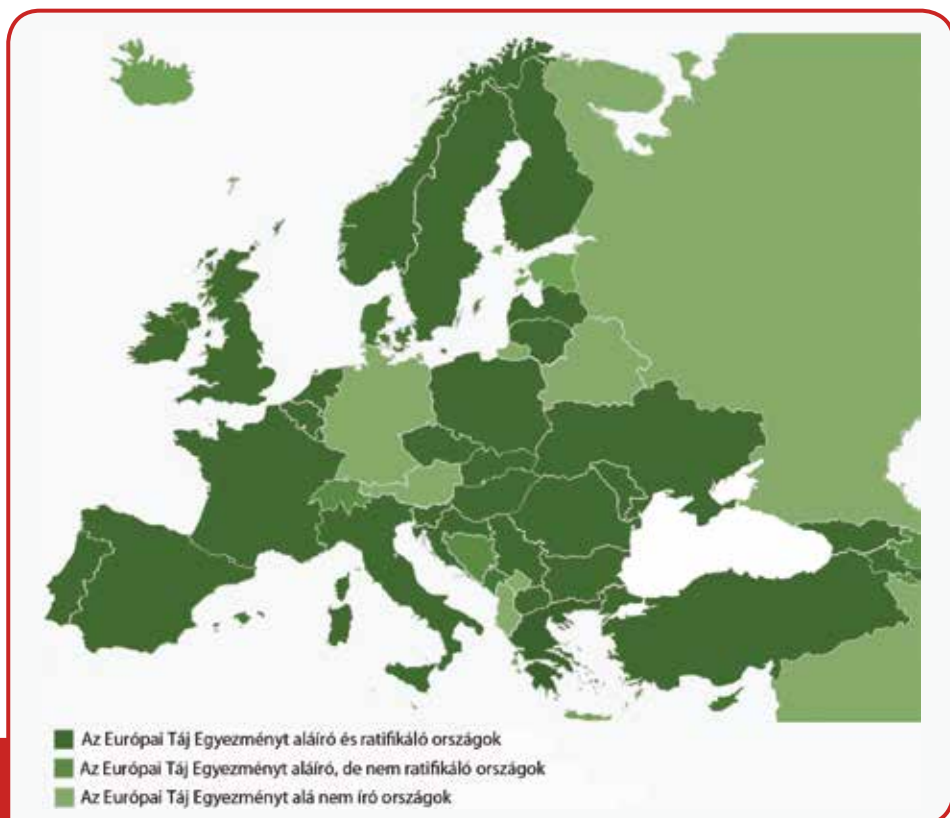 Az Európai Táj Egyezményt aláíró és ratifikáló országok
Az Európai Táj Egyezményt aláíró, de nem ratifikáló országok
Az Európai Táj Egyezményt alá nem író országok